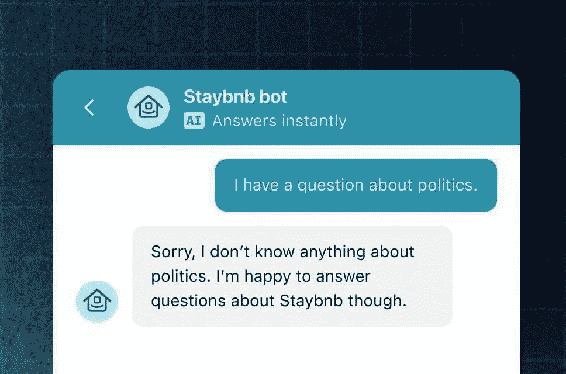 Staybnb bot
AI Answers instantly
I have a question about politics.
Sorry, I don’t know anything about
politics. I’m happy to answer
questions about Staybnb though.